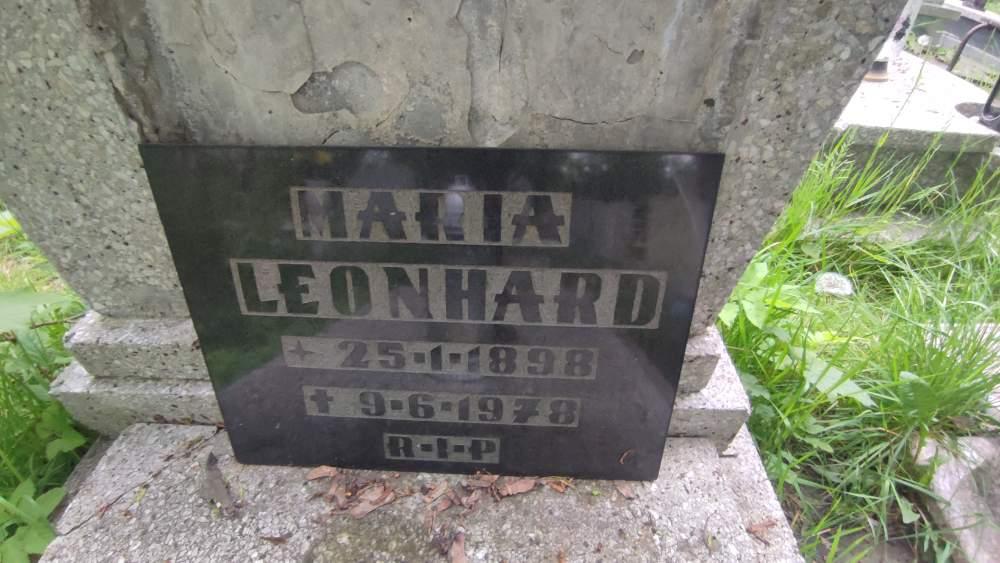 MARIA
LEONHARD
+ 25-1-1898
† 9-6-1978
R-I-P